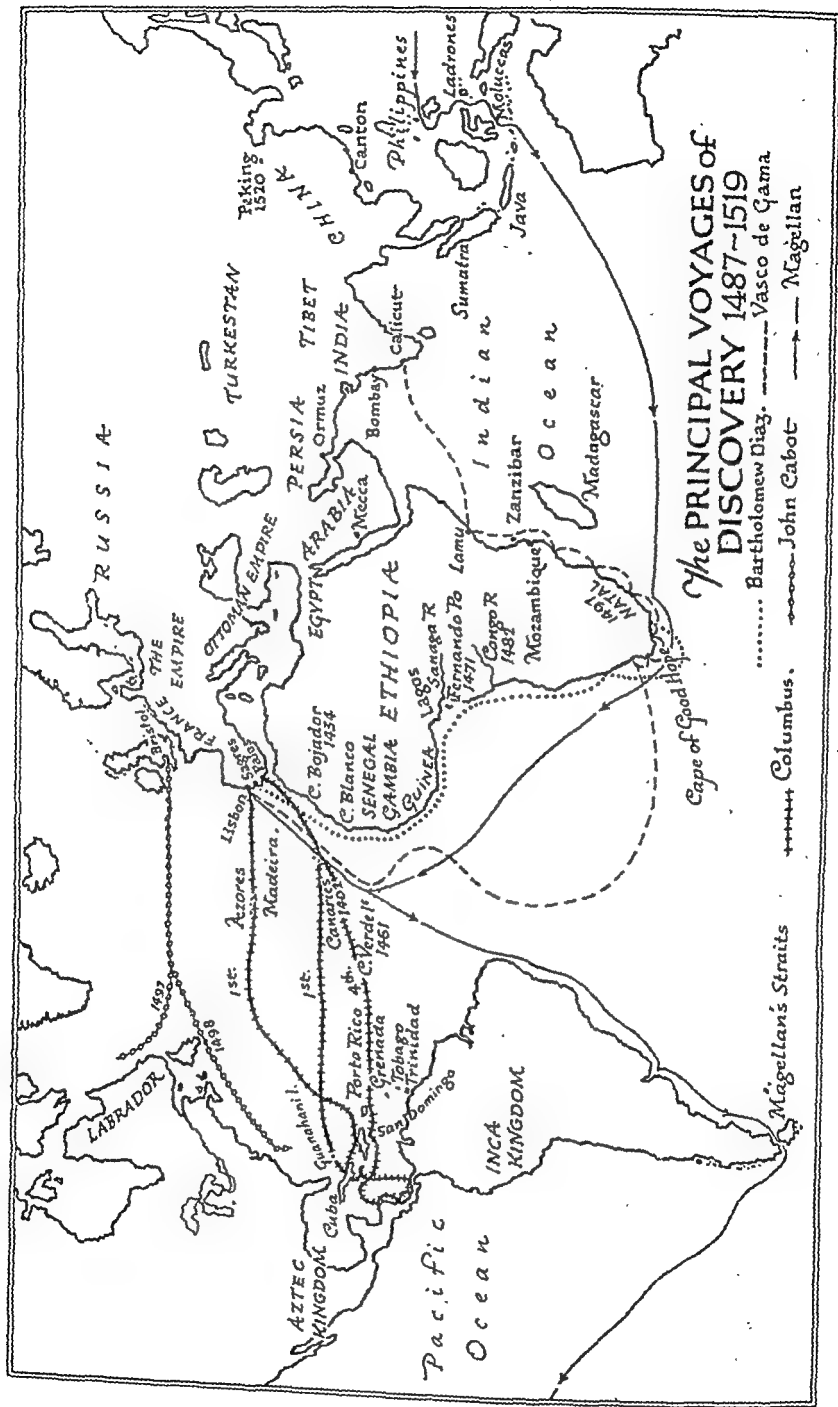 The PRINCIPAL VOYAGES of
DISCOVERY 1487~1519
Bartholomew Diaz.
Vasco de Gama
Columbus.
John Cabot
Magellan
RUSSIA
THE
EMPIRE
FRANCE
Bristol
OTTOMAN EMPIRE
TURKESTAN
TIBET
CHINA
Peking
1520
Canton
Philippines
Ladrones
Moluccas
Java
Sumatra
PERSIA
Ormuz
INDIA
Bombay
Calicut
ARABIA
Mecca
EGYPT
Indian
Ocean
Zanzibar
Madagascar
Lamu
Mozambique
NATAL
1497
Cape of Good Hope
ETHIOPIA
Lagos
Sanaga R
Fernando Po
1471
Congo R
1482
GUINEA
C. Bojador
1434
C. Blanco
SENEGAL
GAMBIA
Lisbon
Sagres
Palos
Azores
Madeira.
Canaries
1402
C. Verde Is
1461
1st.
1st.
4th.
1497
1498
LABRADOR
Guanahani I.
Cuba
Porto Rico
Grenada
Tobago
Trinidad
San Domingo
AZTEC
KINGDOM
INCA
KINGDOM
Pacific
Ocean
Magellan's Straits